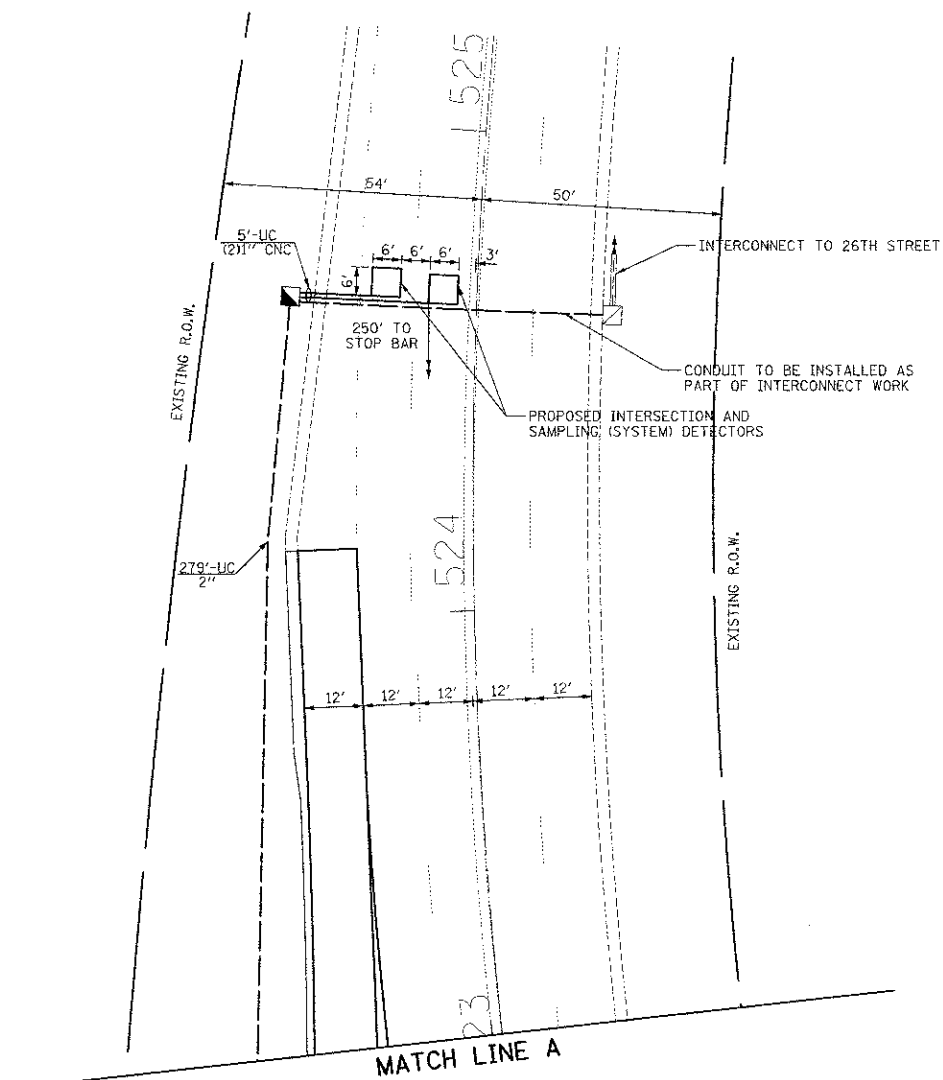 525
54'
50'
5'-UC
(2)1" CNC
6'
6'
6'
3'
6'
INTERCONNECT TO 26TH STREET
250' TO
STOP BAR
EXISTING R.O.W.
CONDUIT TO BE INSTALLED AS
PART OF INTERCONNECT WORK
PROPOSED INTERSECTION AND
SAMPLING (SYSTEM) DETECTORS
524
279'-UC
2"
EXISTING R.O.W.
12'
12'
12'
12'
12'
23
MATCH LINE A